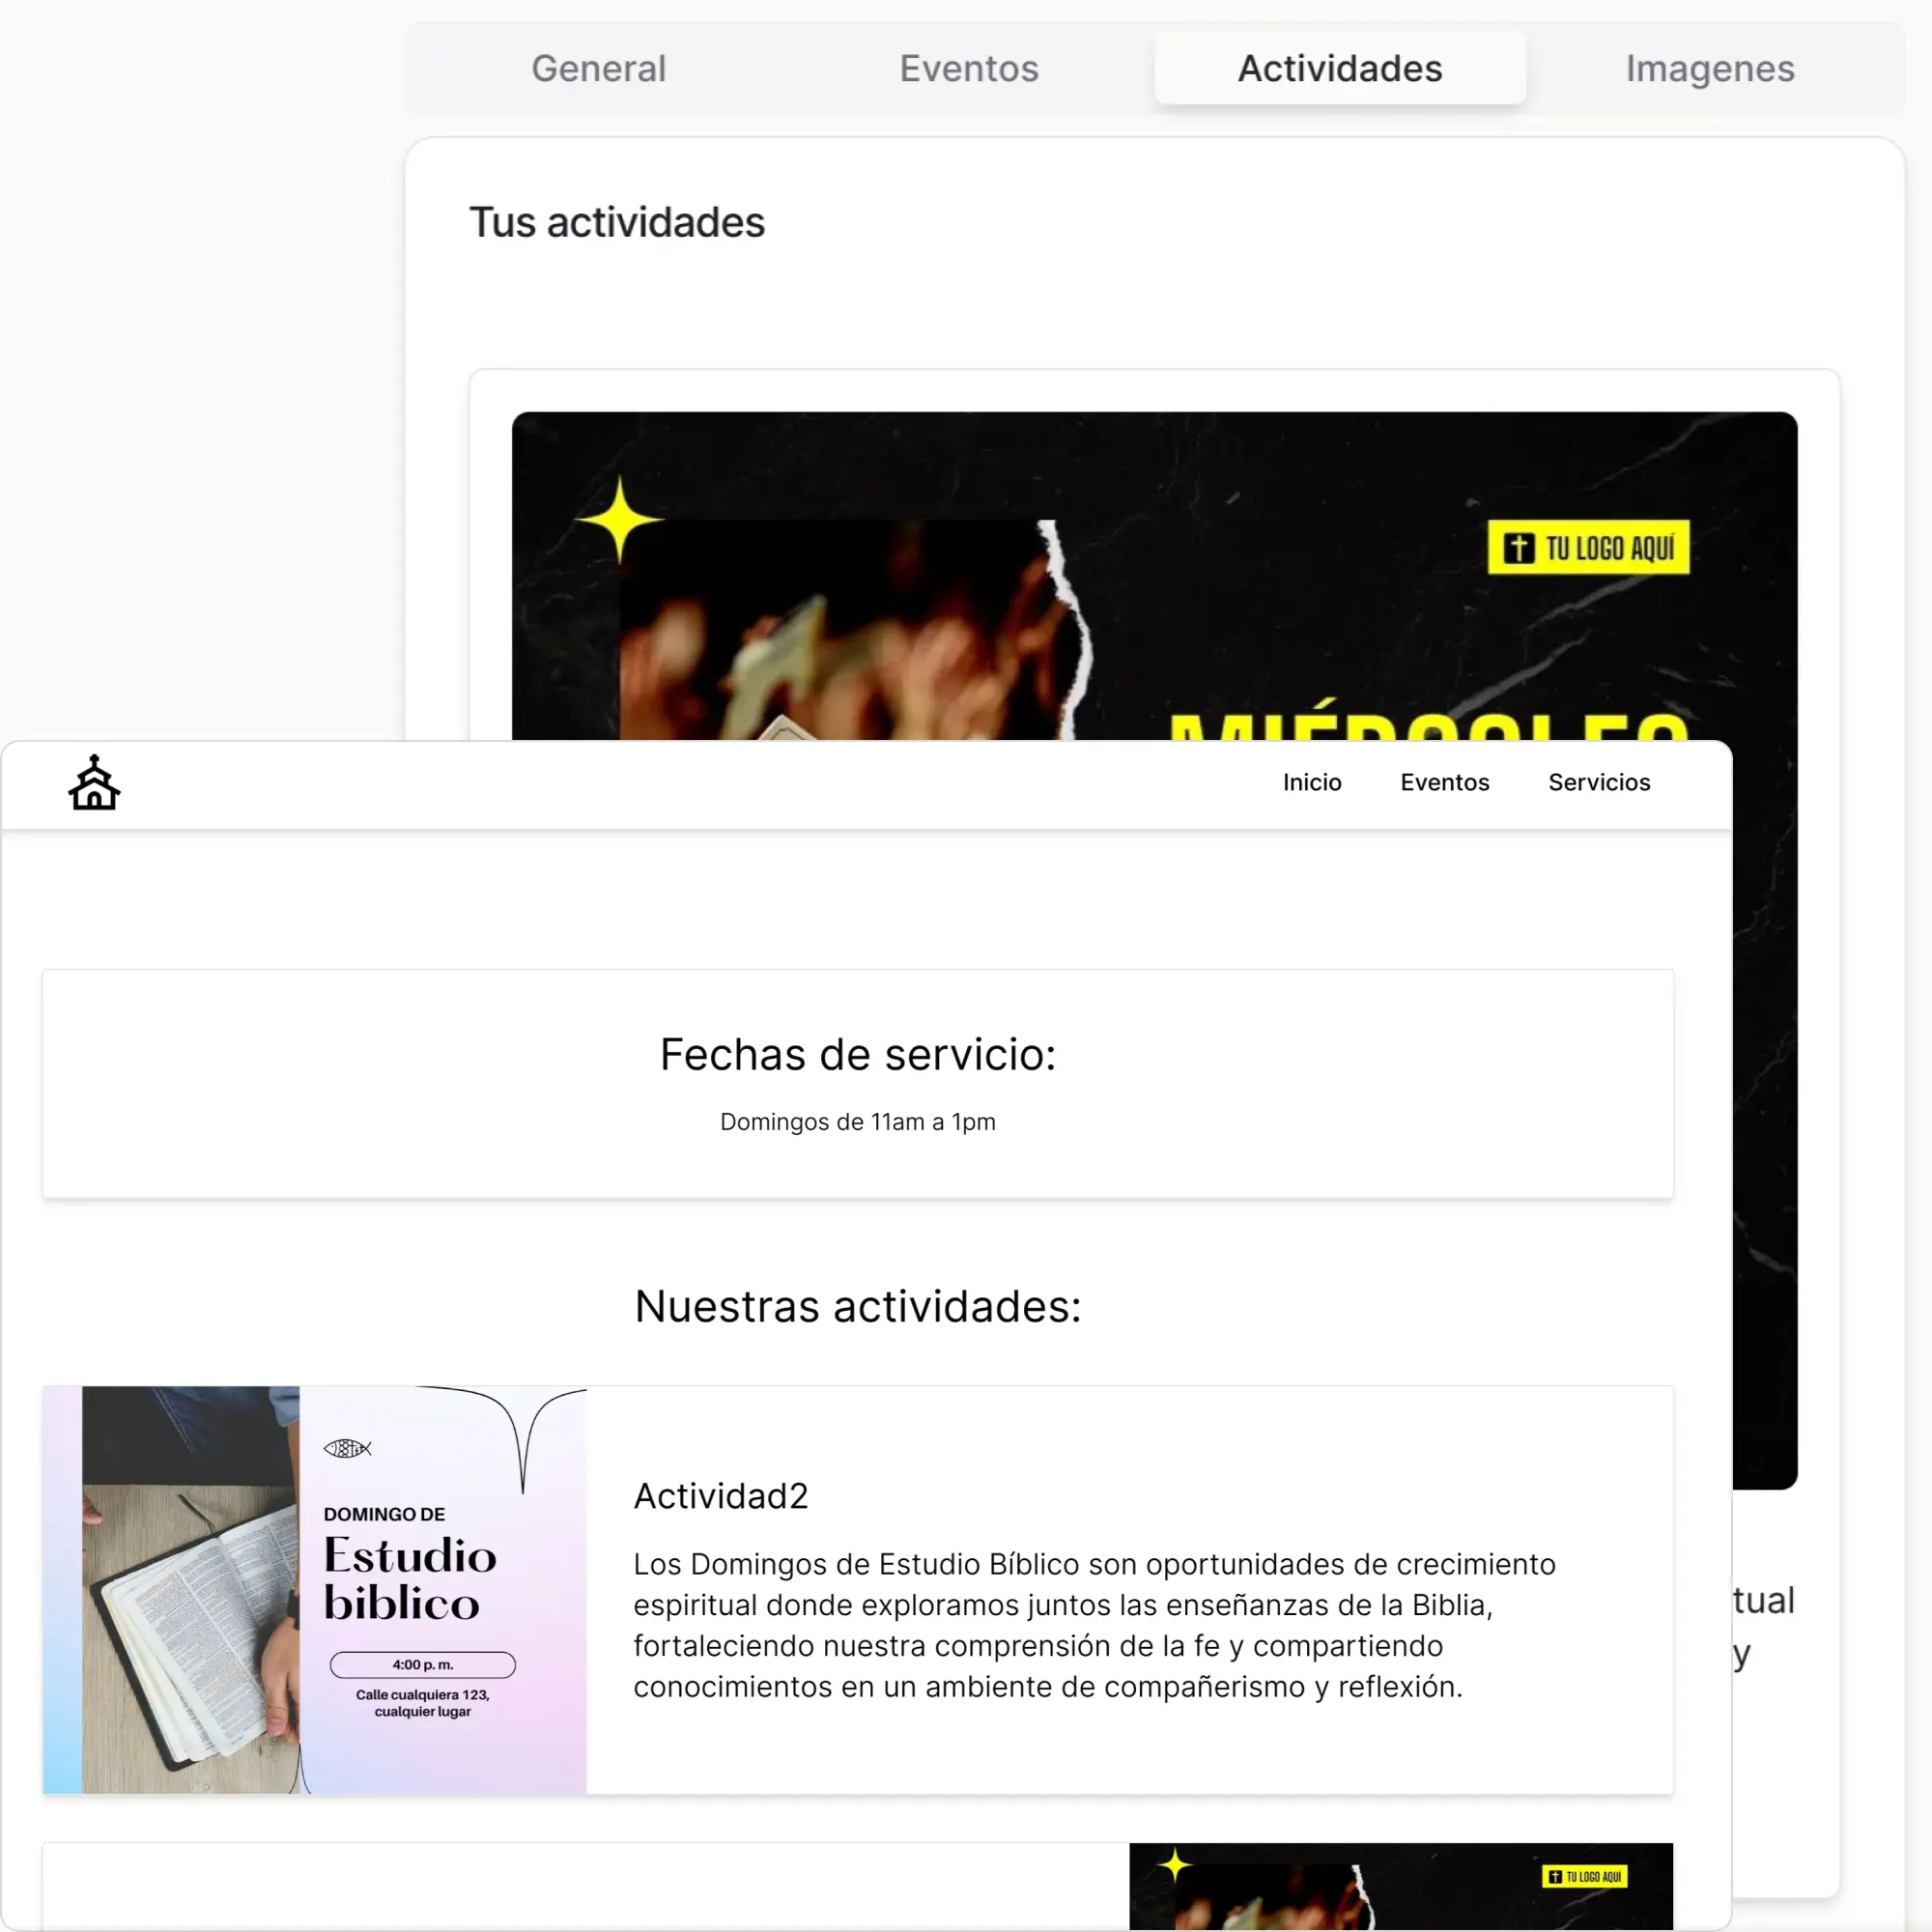 General
Eventos
Actividades
Imagenes
Tus actividades
TU LOGO AQUÍ
Inicio
Eventos
Servicios
Fechas de servicio:
Domingos de 11am a 1pm
Nuestras actividades:
DOMINGO DE
Estudio
biblico
4:00 p. m.
Calle cualquiera 123,
cualquier lugar
Actividad2
Los Domingos de Estudio Bíblico son oportunidades de crecimiento
espiritual donde exploramos juntos las enseñanzas de la Biblia,
fortaleciendo nuestra comprensión de la fe y compartiendo
conocimientos en un ambiente de compañerismo y reflexión.
tual
y
TU LOGO AQUÍ